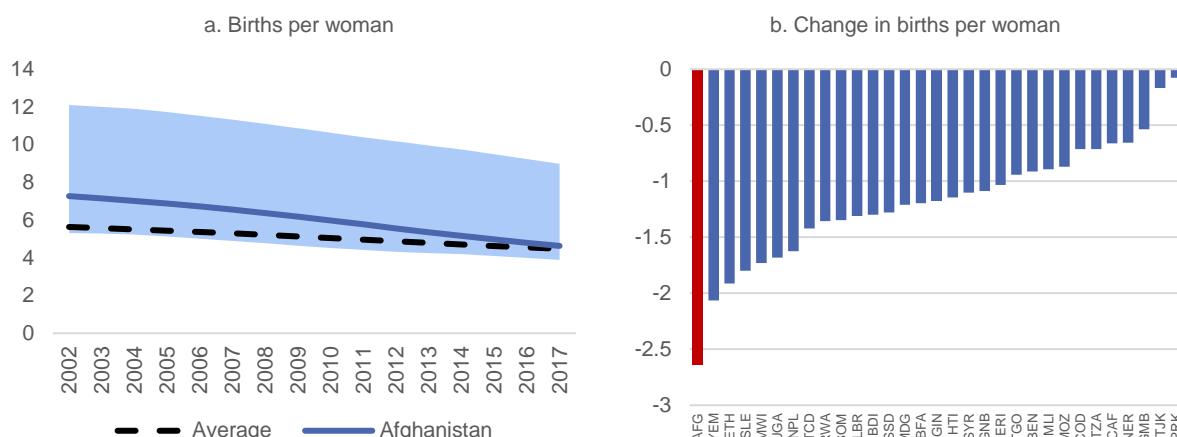 a. Births per woman
14
12
10
8
6
4
2
0
2002
2003
2004
2005
2006
2007
2008
2009
2010
2011
2012
2013
2014
2015
2016
2017
Average
Afghanistan
b. Change in births per woman
0
-0.5
-1
-1.5
-2
-2.5
-3
AFG
YEM
ETH
SLE
MWI
UGA
NPL
TCD
RWA
SOM
LBR
BDI
SSD
MDG
BFA
GIN
HTI
SYR
GNB
ERI
TGO
BEN
MLI
MOZ
COD
TZA
CAF
NER
GMB
TJK
PRK